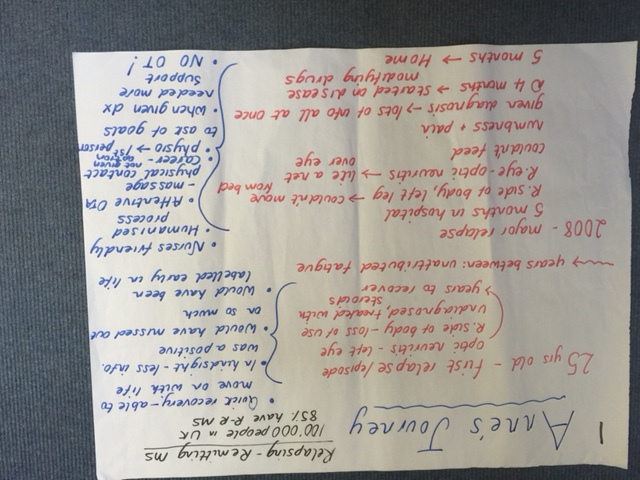 1
Anne's Journey
Relapsing-Remitting MS
100,000 people in UK
85% have R-R MS
25 yrs old - first relapse/episode
optic neuritis - left eye
R. side of body - loss of use
undiagnosed, treated with
steroids
→ years to recover
→ years between: unattributed fatigue
2008 - major relapse
5 months in hospital
R. side of body, left leg → couldn't move from bed
R. eye - optic neuritis → like a net
over eye
couldn't feed
numbness + pain
given diagnosis → lots of info all at once
@ 4 months → started on disease
modifying drugs
5 months → Home
• Quick recovery - able to
move on with life
• In hindsight - less info.
was a positive
• Would have missed out
on so much
• Would have been
labelled early in life
• Nurses friendly
• Humanised
process
• Attentive OTA
- massage
physical contact
- career - not given
option
• physio → 1st person
to ask of goals
• when given dx
needed more
support
• NO OT!